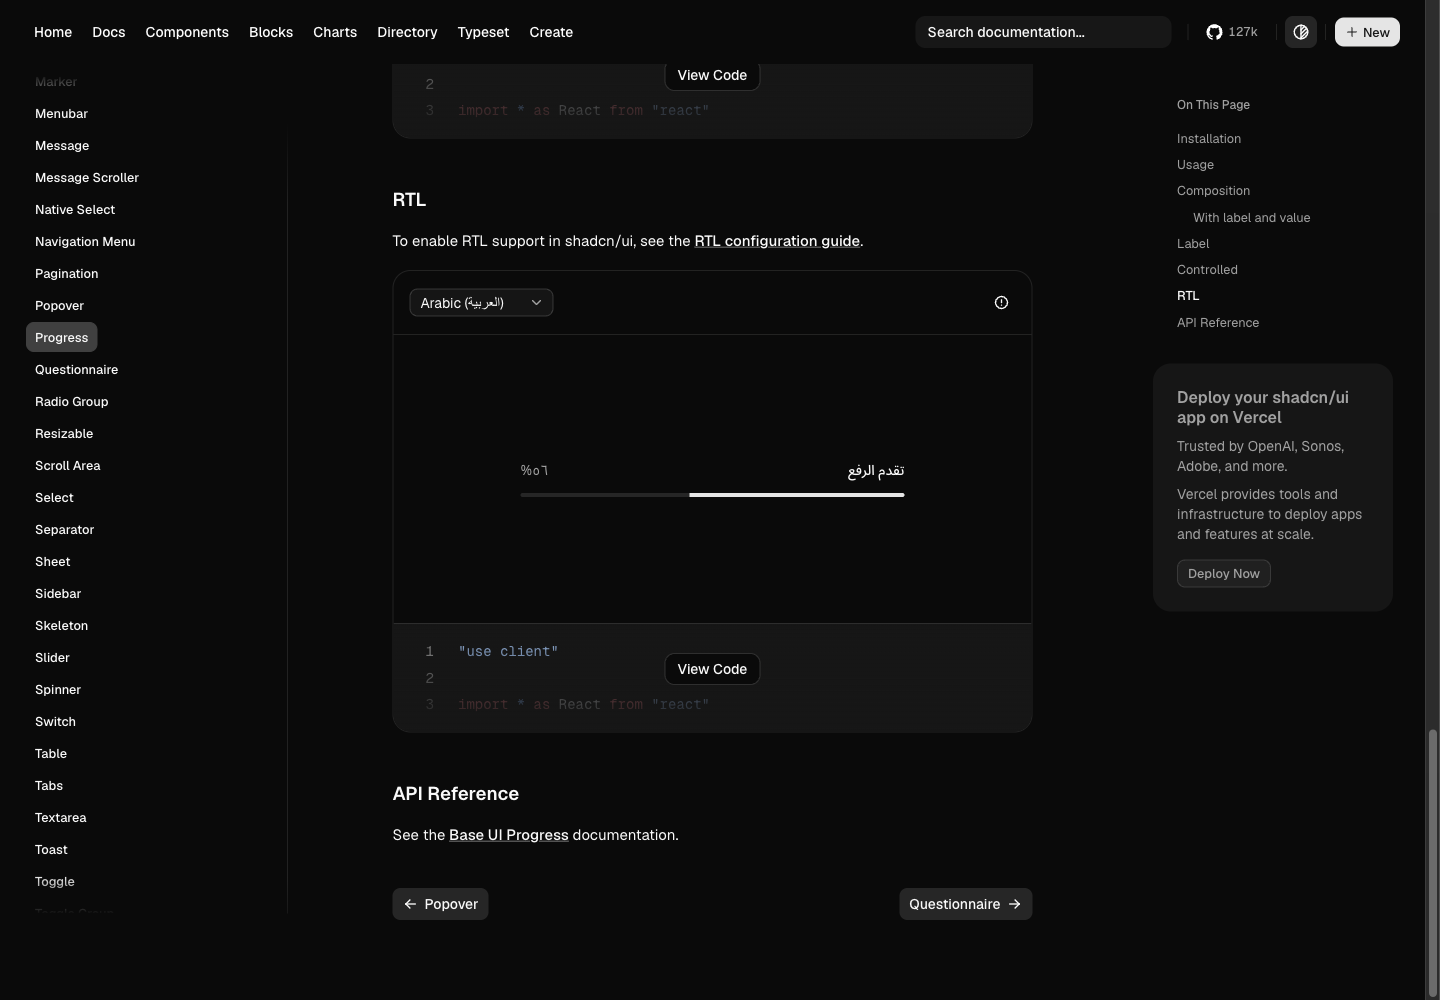 Home
Docs
Components
Blocks
Charts
Directory
Typeset
Create
Search documentation...
127k
New
Marker
Menubar
Message
Message Scroller
Native Select
Navigation Menu
Pagination
Popover
Progress
Questionnaire
Radio Group
Resizable
Scroll Area
Select
Separator
Sheet
Sidebar
Skeleton
Slider
Spinner
Switch
Table
Tabs
Textarea
Toast
Toggle
Toggle Group
2
View Code
3 import * as React from "react"
RTL
To enable RTL support in shadcn/ui, see the RTL configuration guide.
Arabic (العربية)
تقدم الرفع
٥٦%
1 "use client"
2
View Code
3 import * as React from "react"
API Reference
See the Base UI Progress documentation.
Popover
Questionnaire
On This Page
Installation
Usage
Composition
With label and value
Label
Controlled
RTL
API Reference
Deploy your shadcn/ui
app on Vercel
Trusted by OpenAI, Sonos,
Adobe, and more.
Vercel provides tools and
infrastructure to deploy apps
and features at scale.
Deploy Now